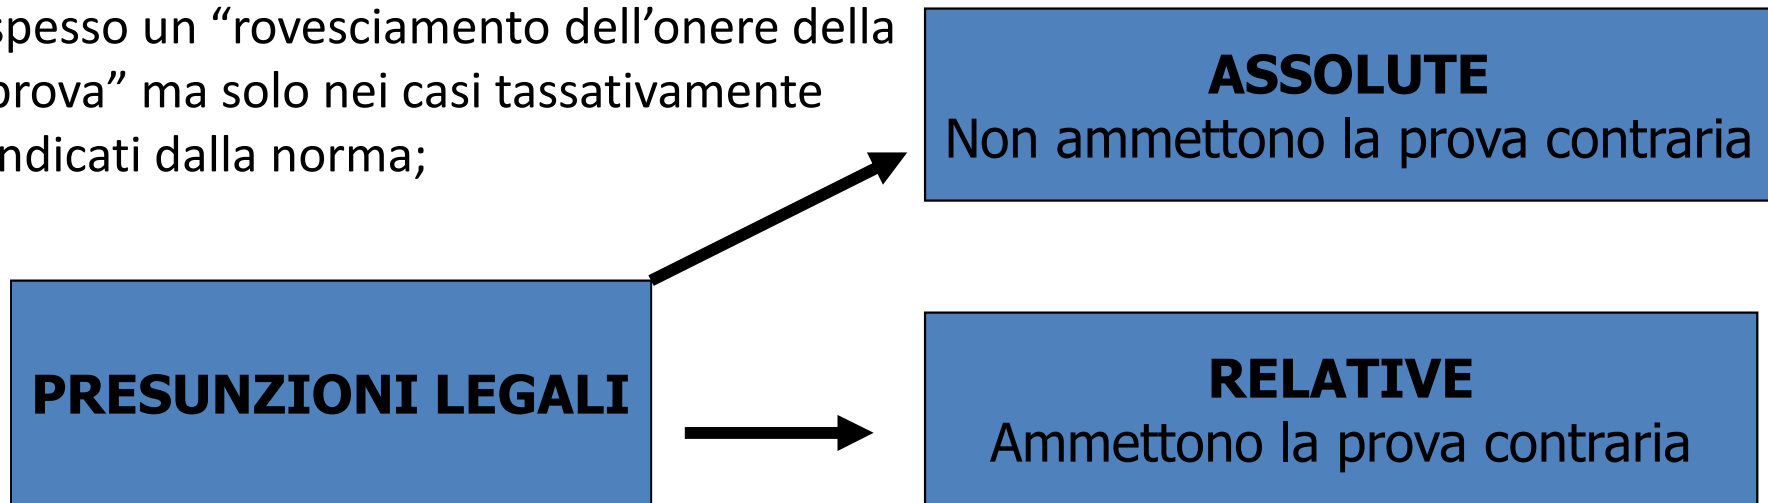 spesso un “rovesciamento dell’onere della
prova” ma solo nei casi tassativamente
indicati dalla norma;
ASSOLUTE
Non ammettono la prova contraria
PRESUNZIONI LEGALI
RELATIVE
Ammettono la prova contraria